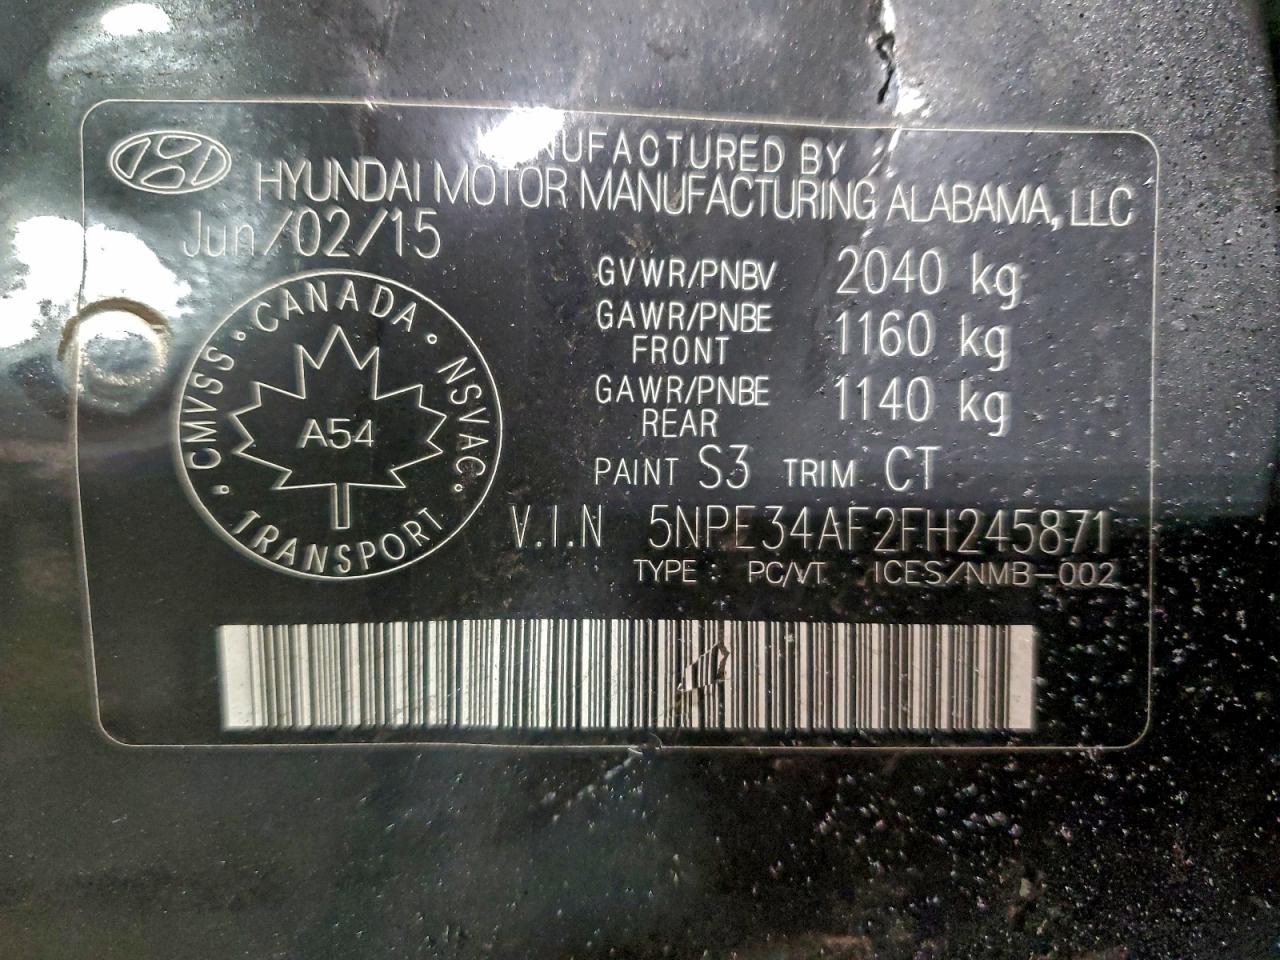 MANUFACTURED BY
HYUNDAI MOTOR MANUFACTURING ALABAMA, LLC
Jun/02/15
GVWR/PNBV 2040 kg
GAWR/PNBE FRONT 1160 kg
GAWR/PNBE REAR 1140 kg
PAINT S3 TRIM CT
CANADA · NSVAC · TRANSPORT · CMVSS ·
A54
V.I.N 5NPE34AF2FH245871
TYPE : PC/VT ICES/NMB-002